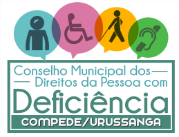 Conselho Municipal dos
Direitos da Pessoa com
Deficiência
COMPEDE/URUSSANGA